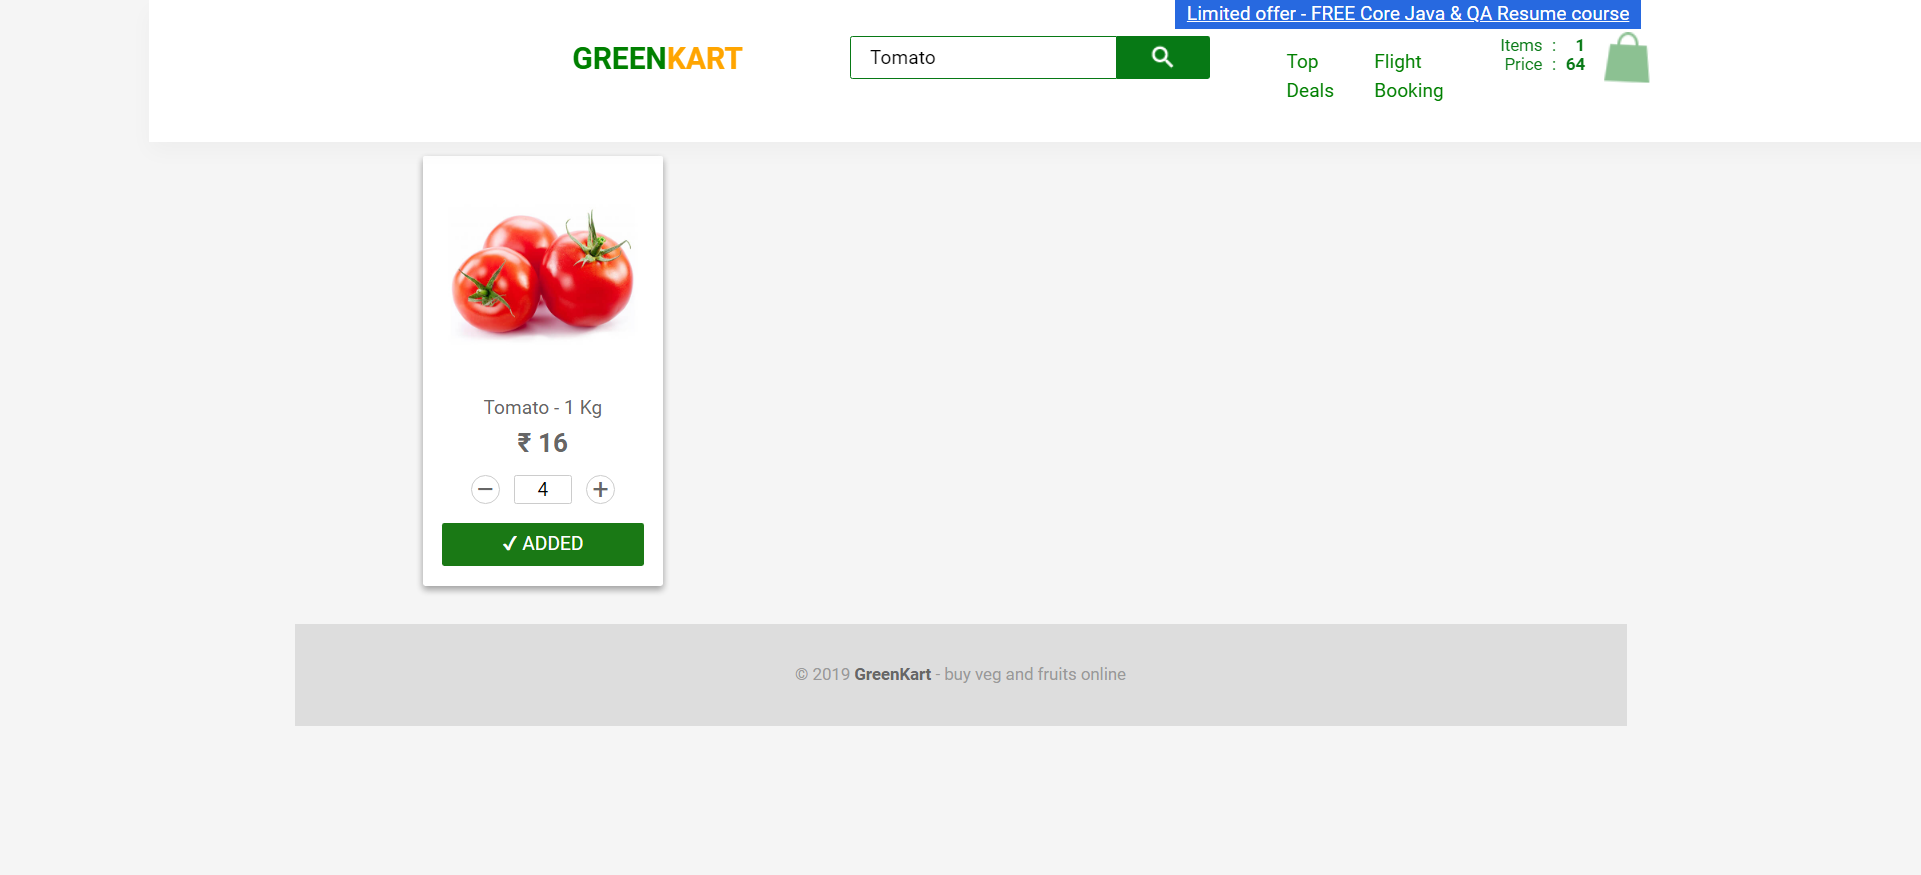 Limited offer - FREE Core Java & QA Resume course
GREENKART
Tomato
Top Deals
Flight Booking
Items : 1
Price : 64
Tomato - 1 Kg
₹ 16
4
✓ ADDED
© 2019 GreenKart - buy veg and fruits online